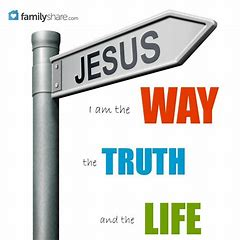 familyshare.com
JESUS
I am the WAY
the TRUTH
and the LIFE